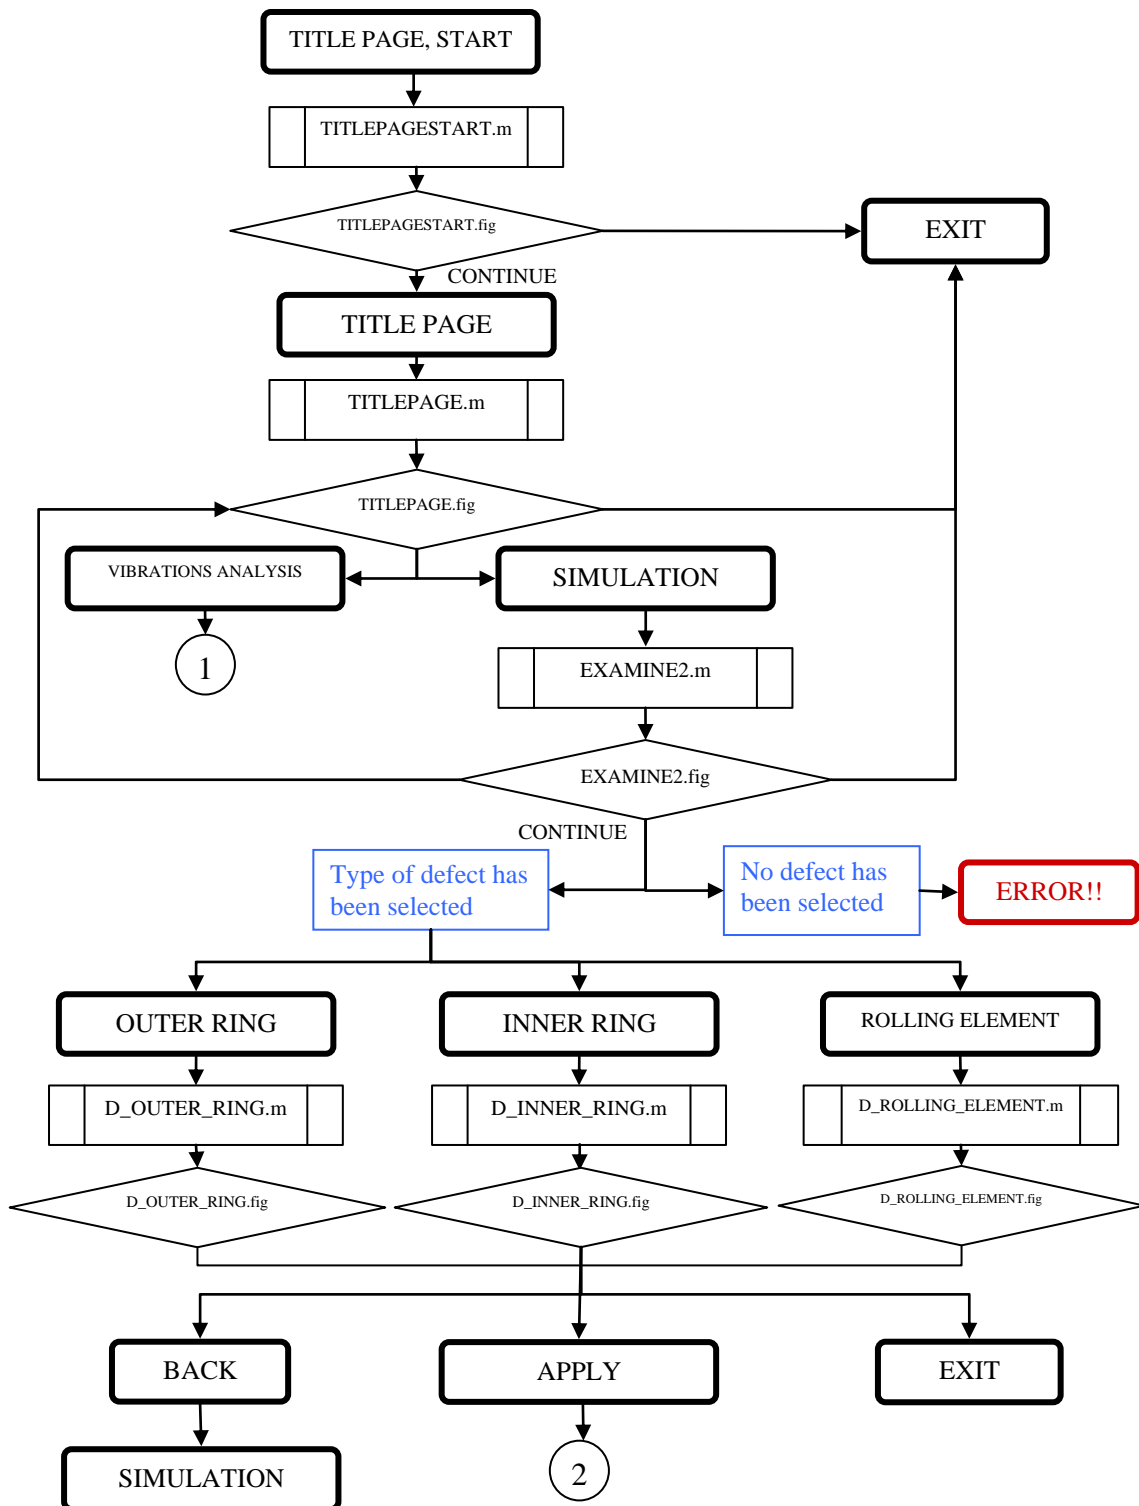 TITLE PAGE, START
TITLEPAGESTART.m
TITLEPAGESTART.fig
EXIT
CONTINUE
TITLE PAGE
TITLEPAGE.m
TITLEPAGE.fig
VIBRATIONS ANALYSIS
SIMULATION
1
EXAMINE2.m
EXAMINE2.fig
CONTINUE
Type of defect has
been selected
No defect has
been selected
ERROR!!
OUTER RING
INNER RING
ROLLING ELEMENT
D_OUTER_RING.m
D_INNER_RING.m
D_ROLLING_ELEMENT.m
D_OUTER_RING.fig
D_INNER_RING.fig
D_ROLLING_ELEMENT.fig
BACK
APPLY
EXIT
SIMULATION
2